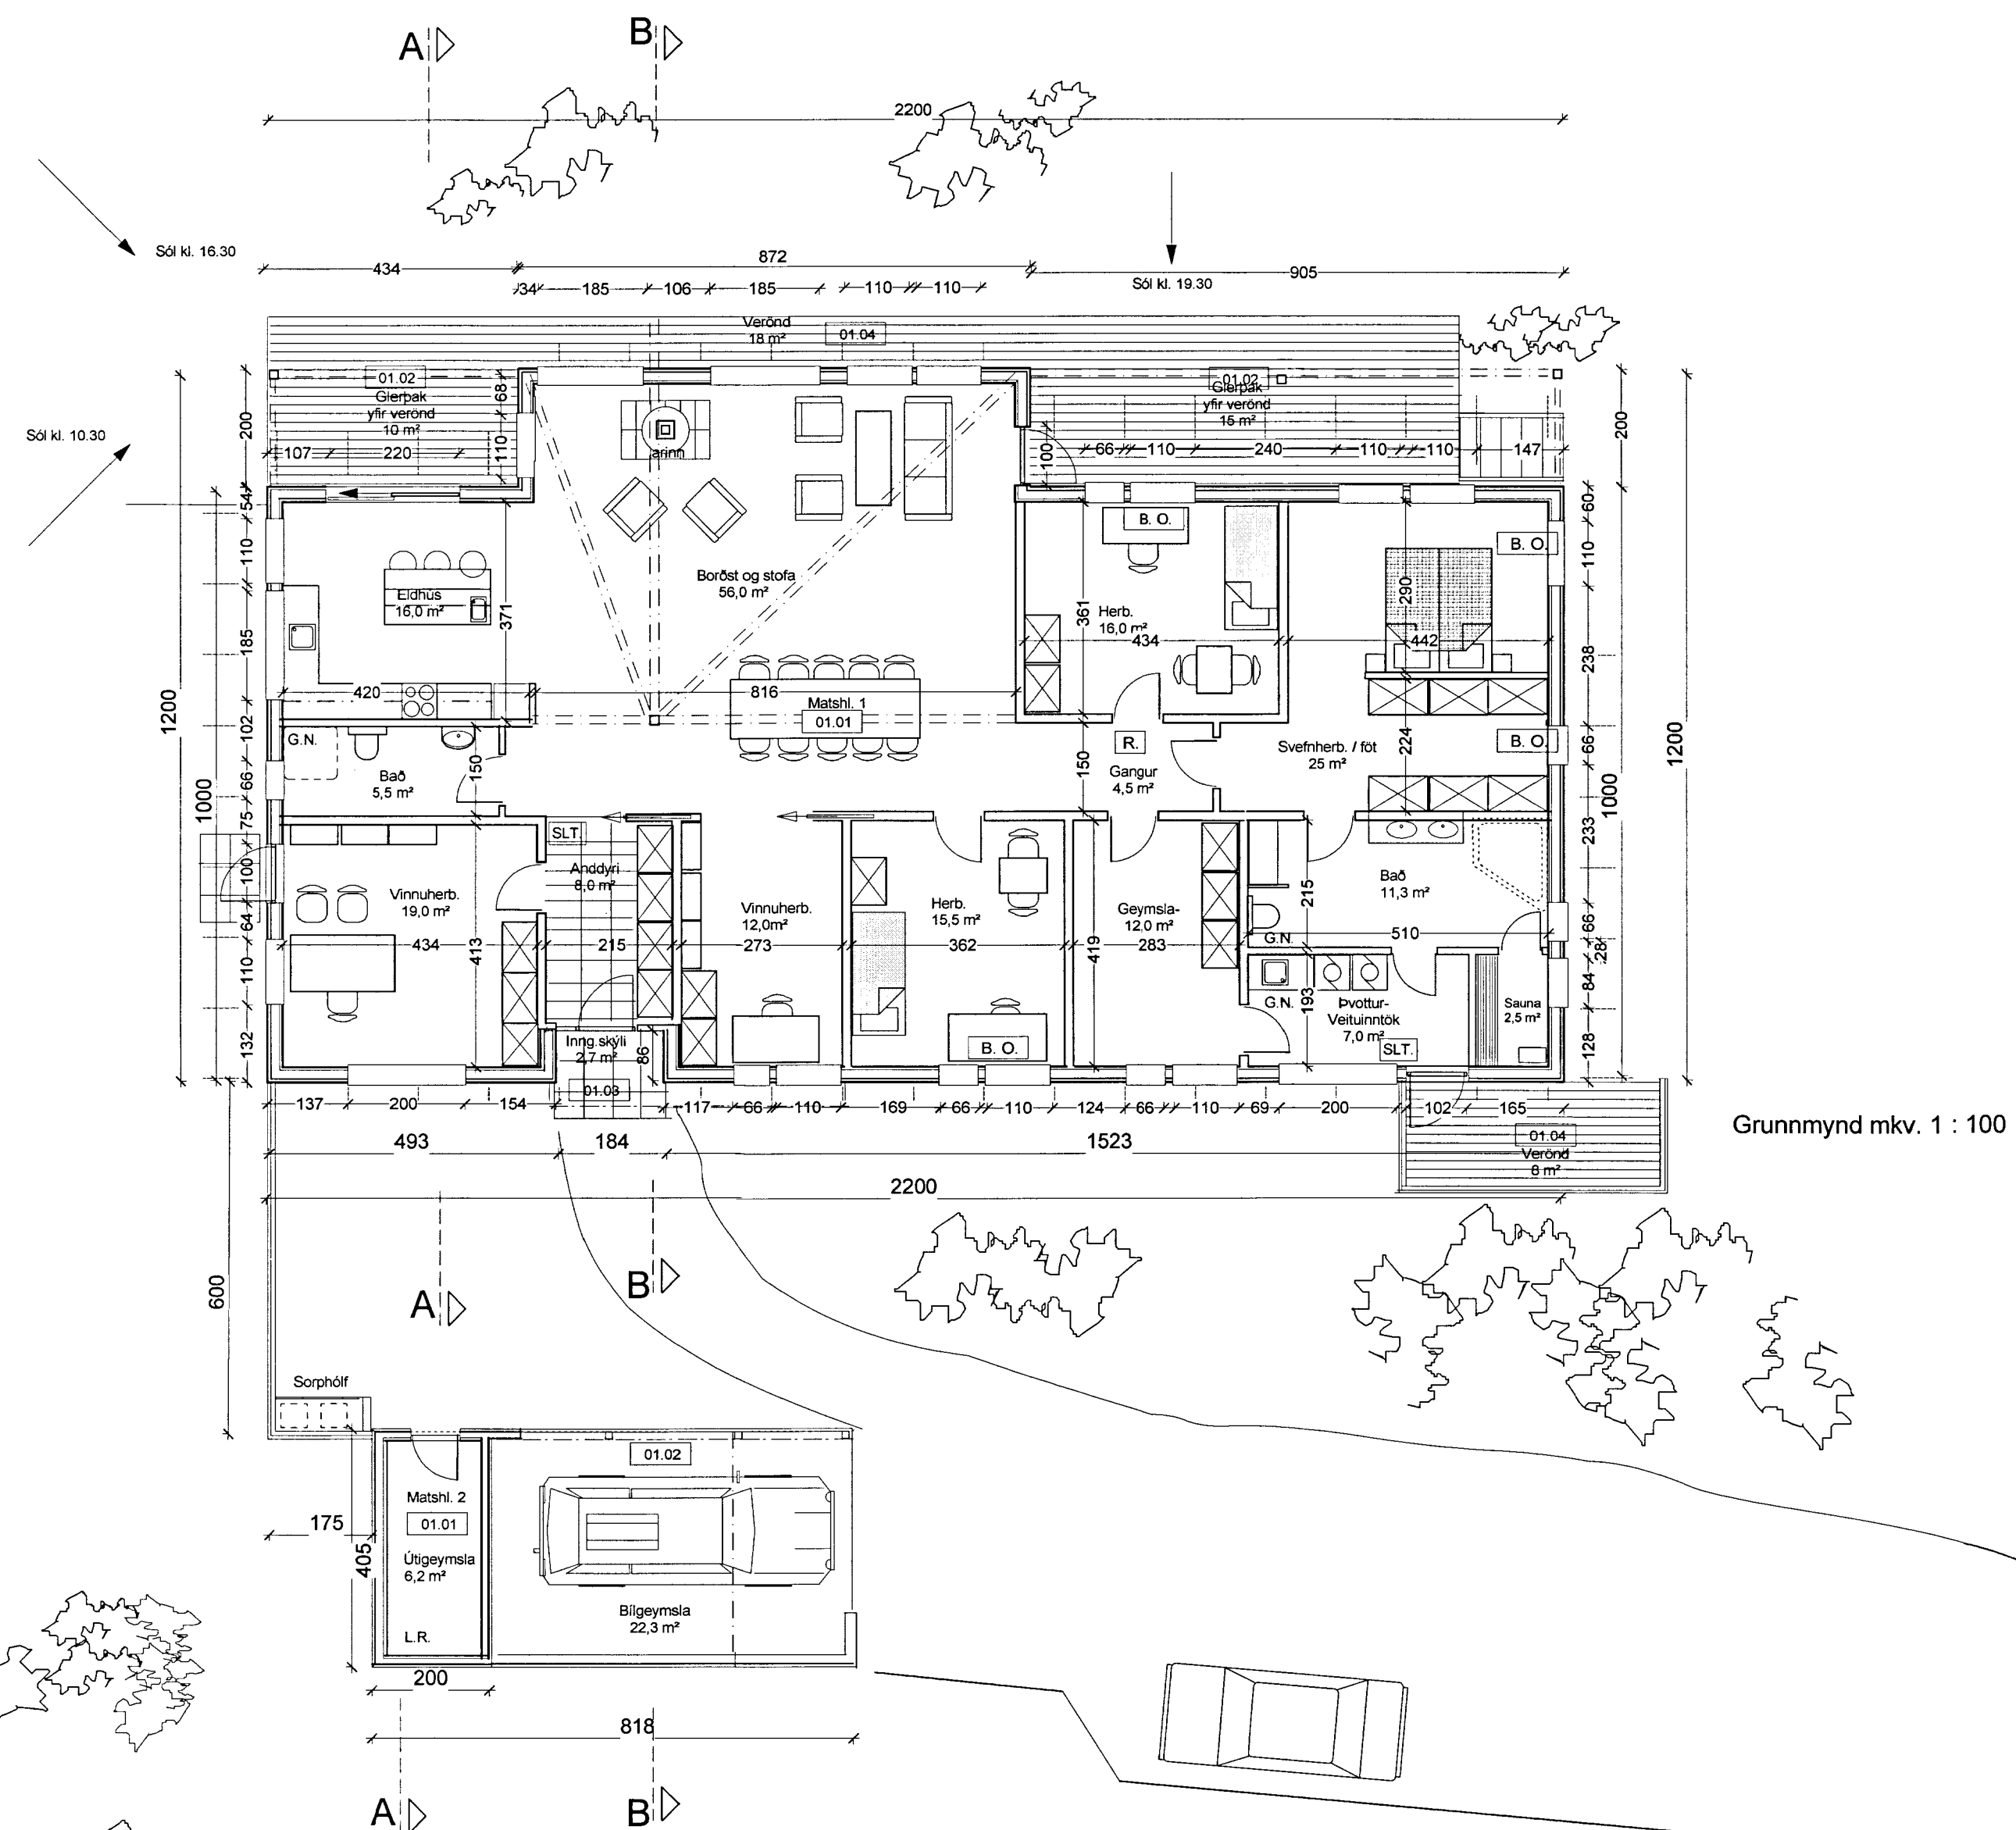 A
B
2200
Sól kl. 16.30
434
872
905
Sól kl. 19.30
34
185
106
185
110
110
Verönd
18 m²
01.04
01.02
Glerþak
yfir verönd
10 m²
107
220
68
110
200
Sól kl. 10.30
arinn
01.02
Glerþak
yfir verönd
15 m²
100
66
110
240
110
110
147
200
54
110
185
102
66
75
100
64
110
132
1200
1000
Eldhús
16,0 m²
371
420
Borðst og stofa
56,0 m²
816
Matshl. 1
01.01
B. O.
Herb.
16,0 m²
434
361
B. O.
290
442
224
B. O.
Svefnherb. / föt
25 m²
R.
Gangur
4,5 m²
150
G.N.
Bað
5,5 m²
150
60
110
238
66
233
66
28
84
128
1000
1200
SLT.
Anddyri
8,0 m²
215
Vinnuherb.
19,0 m²
434
413
Vinnuherb.
12,0m²
273
Herb.
15,5 m²
362
B. O.
Geymsla-
12,0 m²
283
419
Bað
11,3 m²
215
510
G.N.
G.N.
193
Þvottur-
Veituinntök
7,0 m²
SLT.
Sauna
2,5 m²
Inng.skýli
2,7 m²
86
01.03
137
200
154
117
66
110
169
66
110
124
66
110
69
200
102
165
493
184
1523
2200
01.04
Verönd
8 m²
Grunnmynd mkv. 1 : 100
600
A
B
Sorphólf
175
405
Matshl. 2
01.01
Útigeymsla
6,2 m²
L.R.
01.02
Bílgeymsla
22,3 m²
200
818
A
B